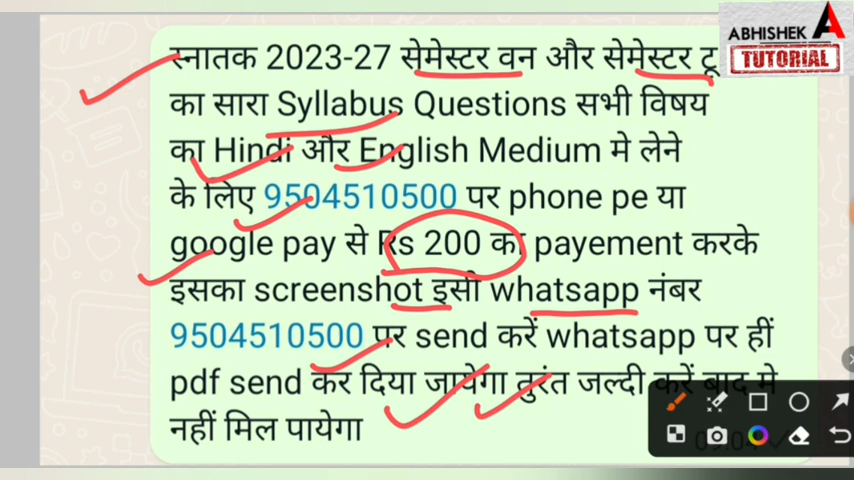 ABHISHEK A
TUTORIAL
स्नातक 2023-27 सेमेस्टर वन और सेमेस्टर टू
का सारा Syllabus Questions सभी विषय
का Hindi और English Medium मे लेने
के लिए 9504510500 पर phone pe या
google pay से Rs 200 का payement करके
इसका screenshot इसी whatsapp नंबर
9504510500 पर send करें whatsapp पर हीं
pdf send कर दिया जायेगा तुरंत जल्दी करें बाद मे
नहीं मिल पायेगा